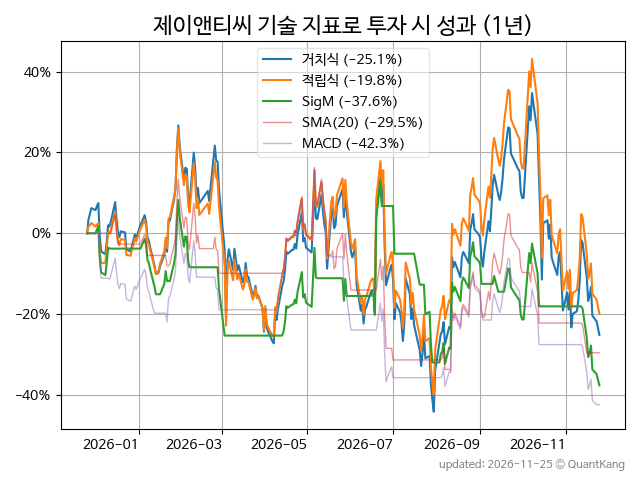 제이앤티씨 기술 지표로 투자 시 성과 (1년)
거치식 (−25.1%)
적립식 (−19.8%)
SigM (−37.6%)
SMA(20) (−29.5%)
MACD (−42.3%)
40%
20%
0%
−20%
−40%
2026-01 2026-03 2026-05 2026-07 2026-09 2026-11
updated: 2026-11-25 © QuantKang